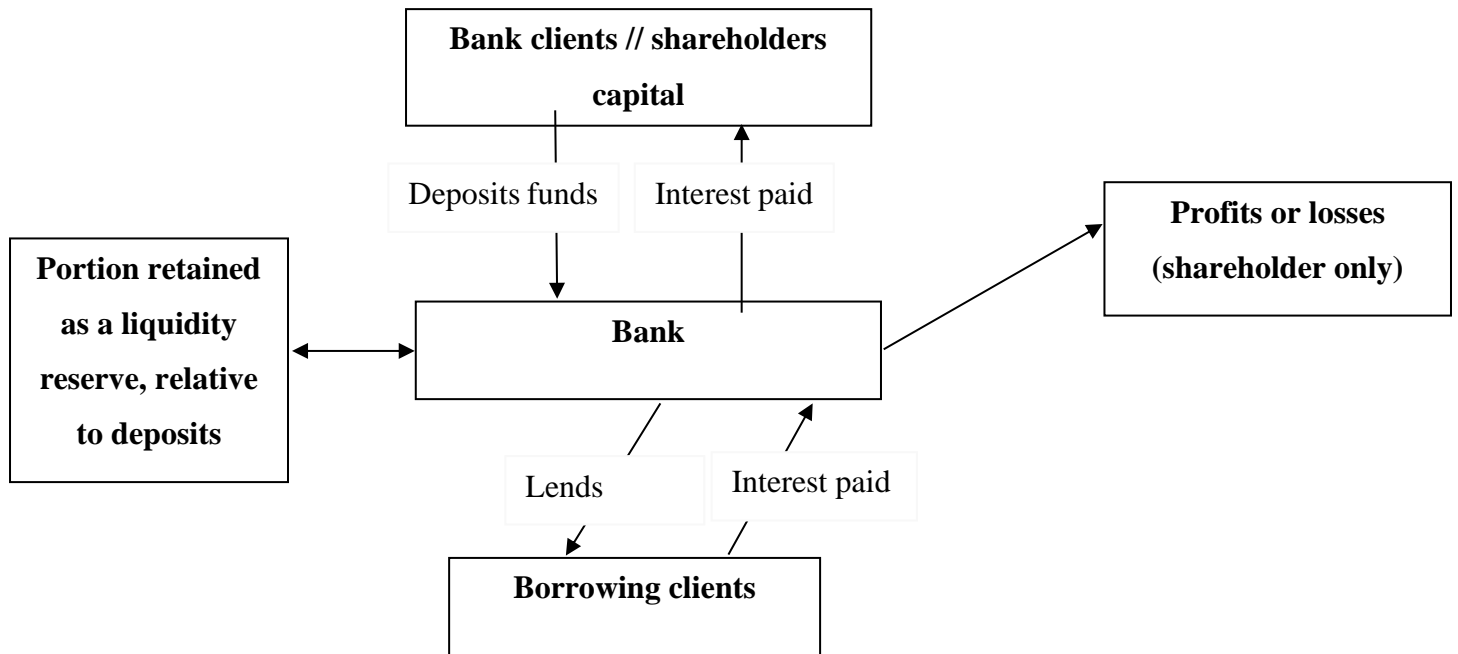 Bank clients // shareholders
capital
Deposits funds
Interest paid
Profits or losses
(shareholder only)
Portion retained
as a liquidity
reserve, relative
to deposits
Bank
Lends
Interest paid
Borrowing clients